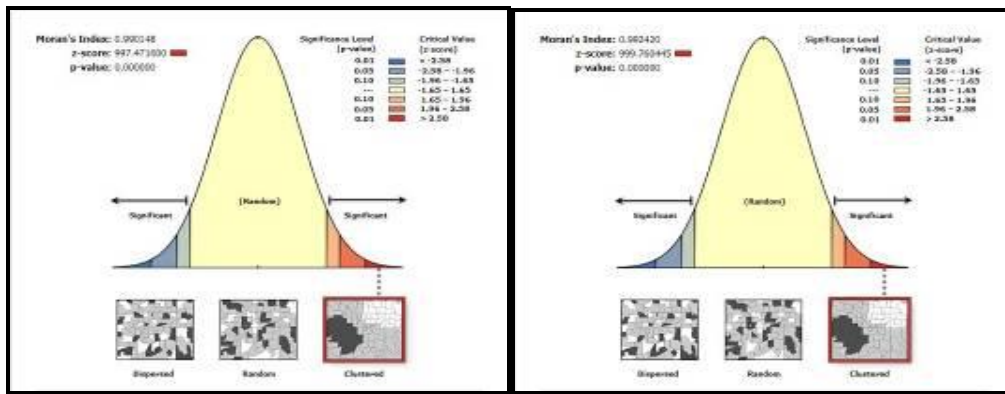 Moran's Index: 0.990148
z-score: 997.471600
p-value: 0.000000
Significance Level
(p-value)
Critical Value
(z-score)
0.01 < -2.58
0.05 -2.58 – -1.96
0.10 -1.96 – -1.65
--- -1.65 – 1.65
0.10 1.65 – 1.96
0.05 1.96 – 2.58
0.01 > 2.58
Significant
(Random)
Significant
Dispersed
Random
Clustered
Moran's Index: 0.992420
z-score: 999.760445
p-value: 0.000000
Significance Level
(p-value)
Critical Value
(z-score)
0.01 < -2.58
0.05 -2.58 – -1.96
0.10 -1.96 – -1.65
--- -1.65 – 1.65
0.10 1.65 – 1.96
0.05 1.96 – 2.58
0.01 > 2.58
Significant
(Random)
Significant
Dispersed
Random
Clustered